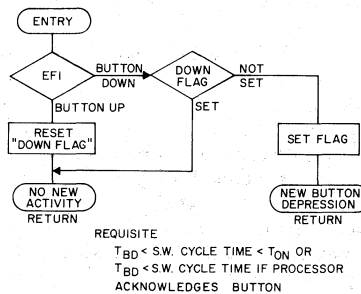 ENTRY
EFI
BUTTON
DOWN
BUTTON UP
DOWN
FLAG
NOT
SET
SET
RESET
"DOWN FLAG"
SET FLAG
NO NEW
ACTIVITY
RETURN
NEW BUTTON
DEPRESSION
RETURN
REQUISITE
TBD < S.W. CYCLE TIME < TON OR
TBD < S.W. CYCLE TIME IF PROCESSOR
ACKNOWLEDGES BUTTON